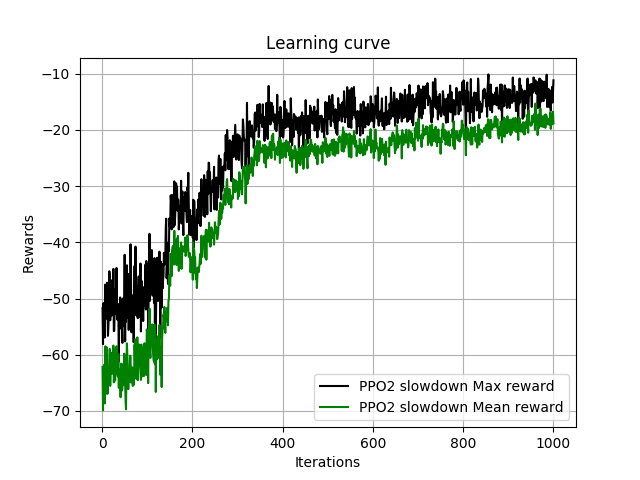 Learning curve
−10
−20
−30
−40
−50
−60
−70
Rewards
PPO2 slowdown Max reward
PPO2 slowdown Mean reward
0 200 400 600 800 1000
Iterations